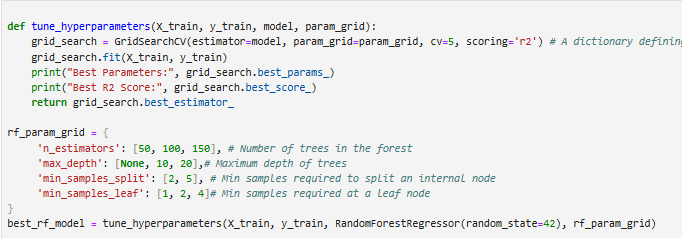 def tune_hyperparameters(X_train, y_train, model, param_grid):
    grid_search = GridSearchCV(estimator=model, param_grid=param_grid, cv=5, scoring='r2') # A dictionary defining
    grid_search.fit(X_train, y_train)
    print("Best Parameters:", grid_search.best_params_)
    print("Best R2 Score:", grid_search.best_score_)
    return grid_search.best_estimator_
rf_param_grid = {
    'n_estimators': [50, 100, 150], # Number of trees in the forest
    'max_depth': [None, 10, 20],# Maximum depth of trees
    'min_samples_split': [2, 5], # Min samples required to split an internal node
    'min_samples_leaf': [1, 2, 4]# Min samples required at a leaf node
}
best_rf_model = tune_hyperparameters(X_train, y_train, RandomForestRegressor(random_state=42), rf_param_grid)